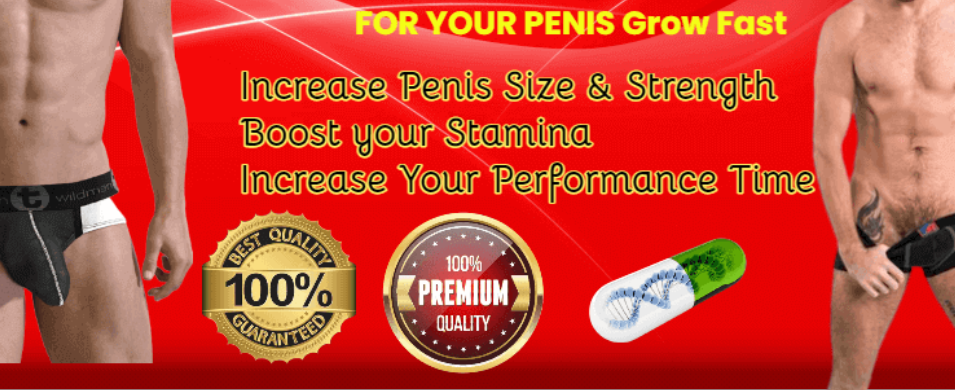 FOR YOUR PENIS Grow Fast
Increase Penis Size & Strength
Boost your Stamina
Increase Your Performance Time
wildman
BEST QUALITY
100%
GUARANTEED
100%
PREMIUM
QUALITY